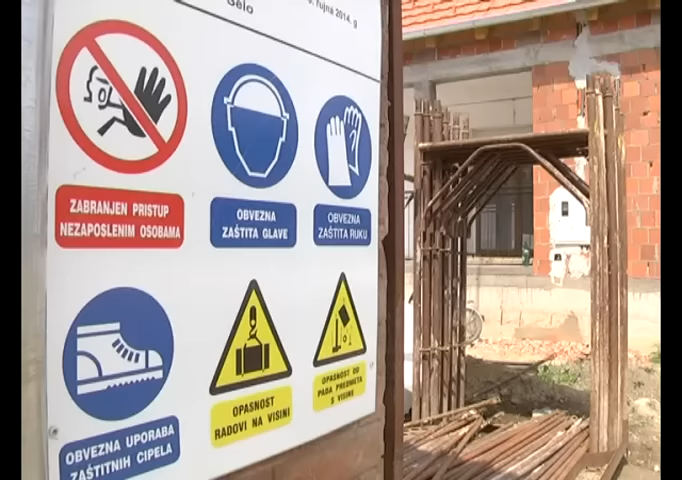 rujna 2014. g
Selo
ZABRANJEN PRISTUP
NEZAPOSLENIM OSOBAMA
OBVEZNA
ZAŠTITA GLAVE
OBVEZNA
ZAŠTITA RUKU
OBVEZNA UPORABA
ZAŠTITNIH CIPELA
OPASNOST
RADOVI NA VISINI
OPASNOST OD
PADA PREDMETA
S VISINE